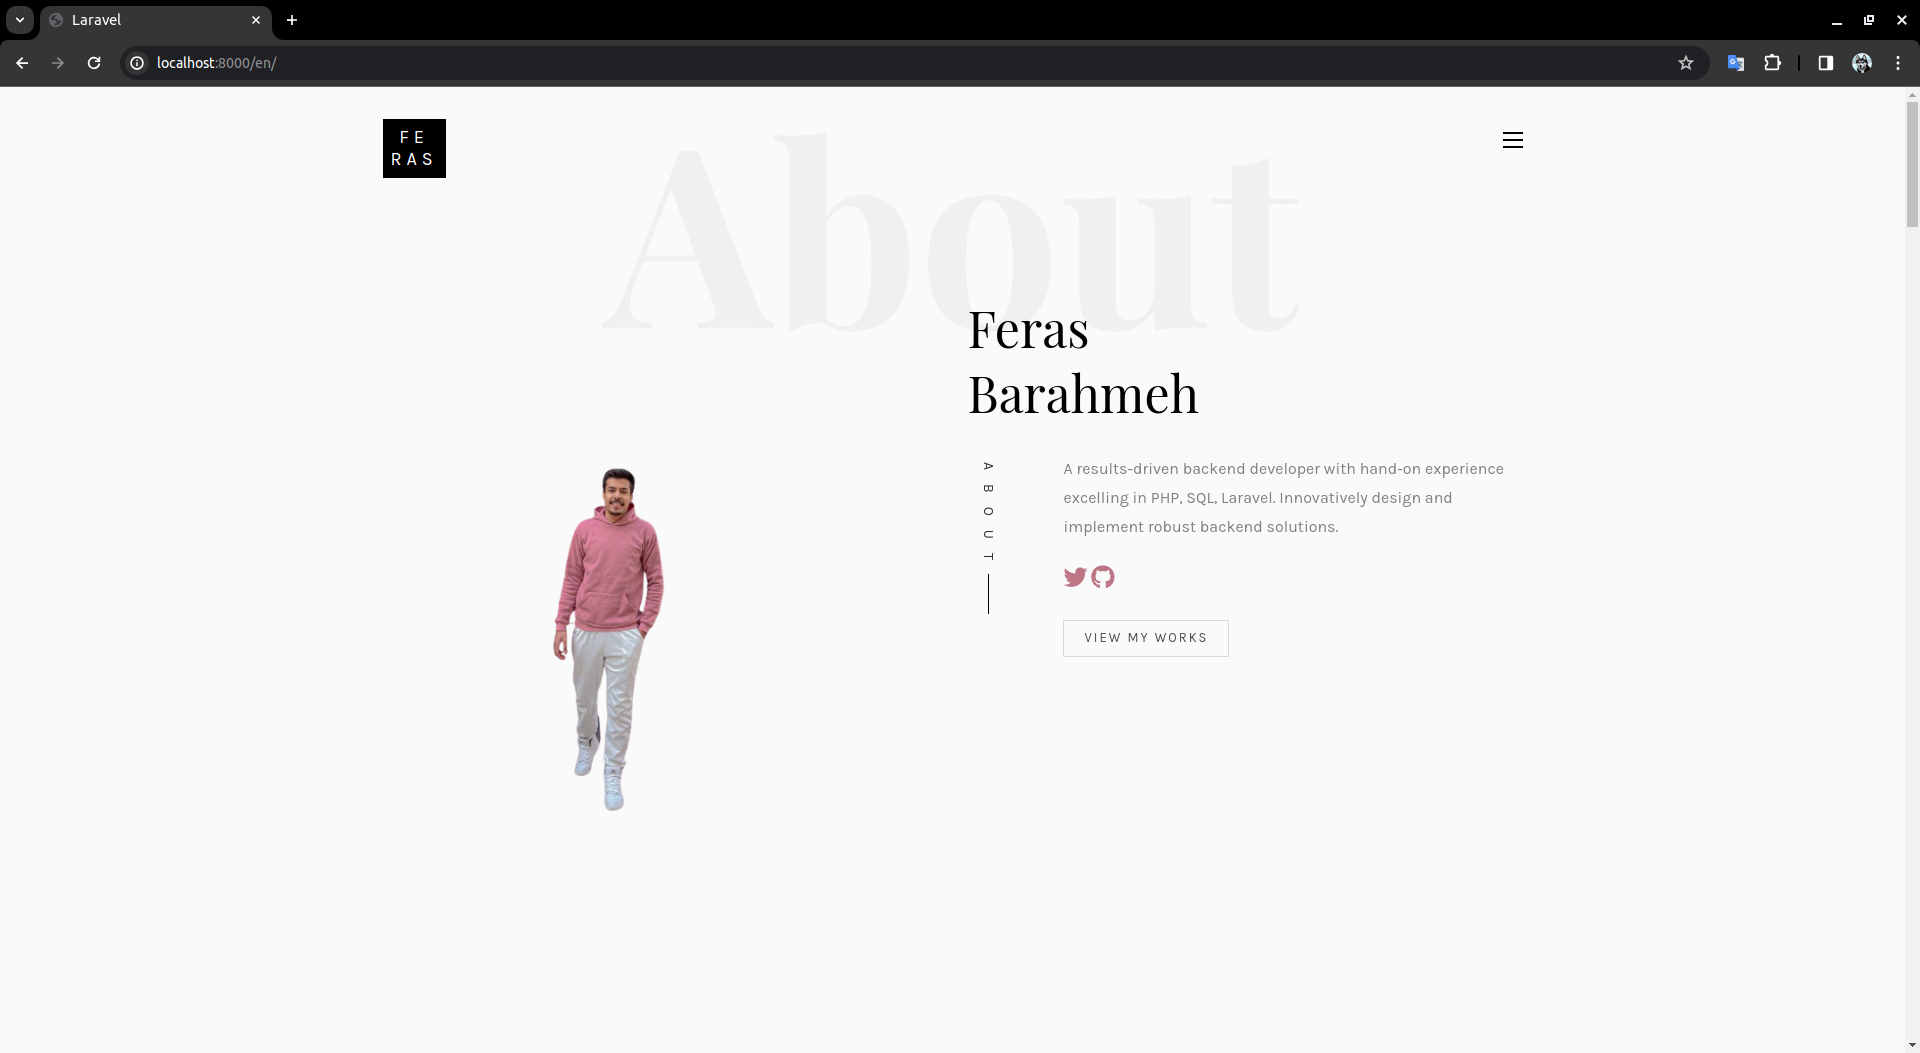 Laravel
localhost:8000/en/
FE
RAS
About
Feras
Barahmeh
ABOUT
A results-driven backend developer with hand-on experience
excelling in PHP, SQL, Laravel. Innovatively design and
implement robust backend solutions.
VIEW MY WORKS